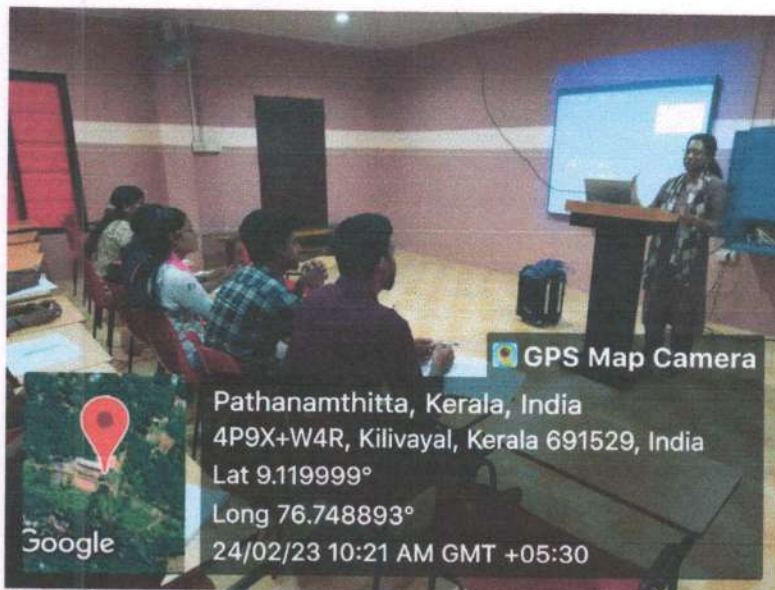 GPS Map Camera
Pathanamthitta, Kerala, India
4P9X+W4R, Kilivayal, Kerala 691529, India
Lat 9.119999°
Long 76.748893°
24/02/23 10:21 AM GMT +05:30
Google